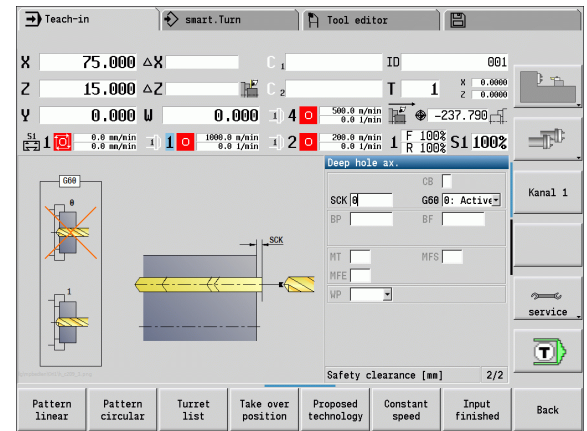 Teach-in
smart.Turn
Tool editor
X 75.000 △X C 1 ID 001
Z 15.000 △Z C 2 T 1 X 0.0000
Z 0.0000
Y 0.000 W 0.000 4 500.0 m/min
0.0 1/min -237.790
S1 1 0.0 mm/min
0.0 mm/min 1 1000.0 m/min
0.0 1/min 2 200.0 m/min
0.0 1/min 1 F 100%
R 100% S1 100%
Deep hole ax.
G60
0
1
SCK
CB
SCK 0 G60 0: Active
BP BF
MT MFS
MFE
WP
Safety clearance [mm] 2/2
Kanal 1
service
T
Pattern
linear
Pattern
circular
Turret
list
Take over
position
Proposed
technology
Constant
speed
Input
finished
Back